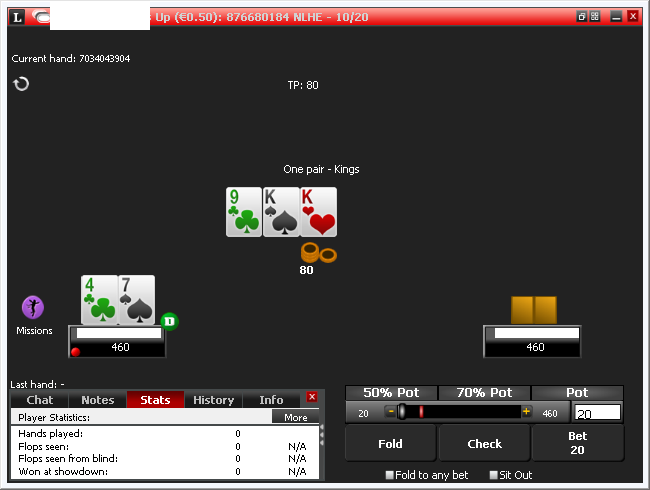 L
s Up (€0.50): 876680184 NLHE - 10/20
Current hand: 7034043904
TP: 80
One pair - Kings
9 K K
80
4 7
D
Missions
460
460
Last hand: -
Chat Notes Stats History Info
Player Statistics: More
Hands played: 0
Flops seen: 0 N/A
Flops seen from blind: 0 N/A
Won at showdown: 0 N/A
50% Pot 70% Pot Pot
20 - + 460 20
Fold Check Bet
20
Fold to any bet Sit Out